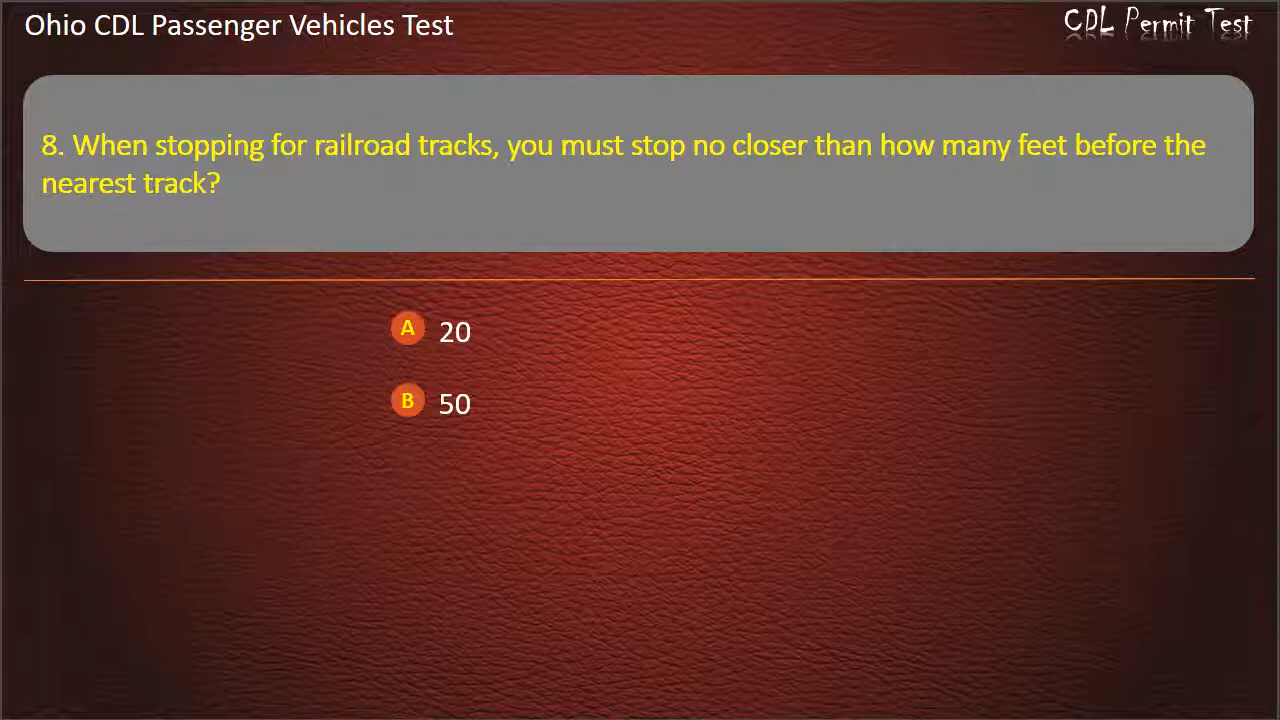 Ohio CDL Passenger Vehicles Test
CDL Permit Test
8. When stopping for railroad tracks, you must stop no closer than how many feet before the
nearest track?
A 20
B 50